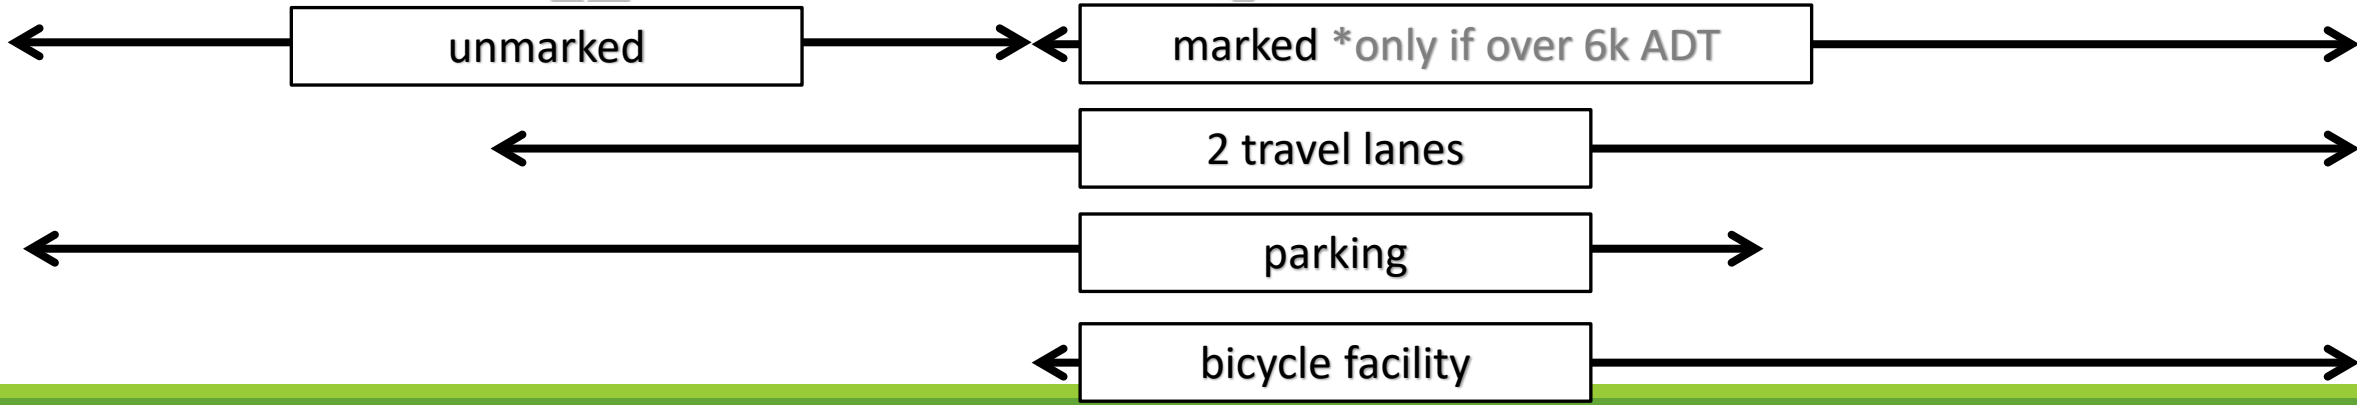 unmarked
marked *only if over 6k ADT
2 travel lanes
parking
bicycle facility